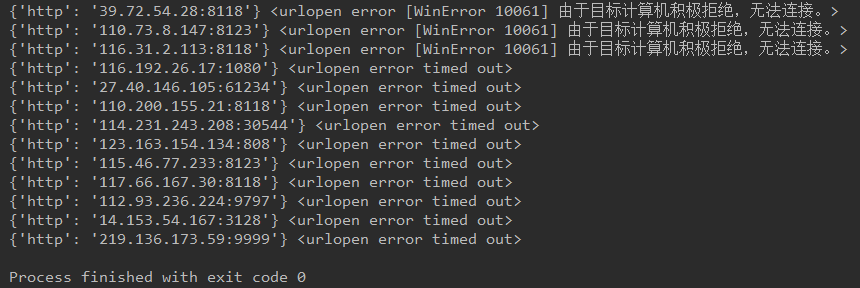 {'http': '39.72.54.28:8118'} <urlopen error [WinError 10061] 由于目标计算机积极拒绝，无法连接。>
{'http': '110.73.8.147:8123'} <urlopen error [WinError 10061] 由于目标计算机积极拒绝，无法连接。>
{'http': '116.31.2.113:8118'} <urlopen error [WinError 10061] 由于目标计算机积极拒绝，无法连接。>
{'http': '116.192.26.17:1080'} <urlopen error timed out>
{'http': '27.40.146.105:61234'} <urlopen error timed out>
{'http': '110.200.155.21:8118'} <urlopen error timed out>
{'http': '114.231.243.208:30544'} <urlopen error timed out>
{'http': '123.163.154.134:808'} <urlopen error timed out>
{'http': '115.46.77.233:8123'} <urlopen error timed out>
{'http': '117.66.167.30:8118'} <urlopen error timed out>
{'http': '112.93.236.224:9797'} <urlopen error timed out>
{'http': '14.153.54.167:3128'} <urlopen error timed out>
{'http': '219.136.173.59:9999'} <urlopen error timed out>
Process finished with exit code 0